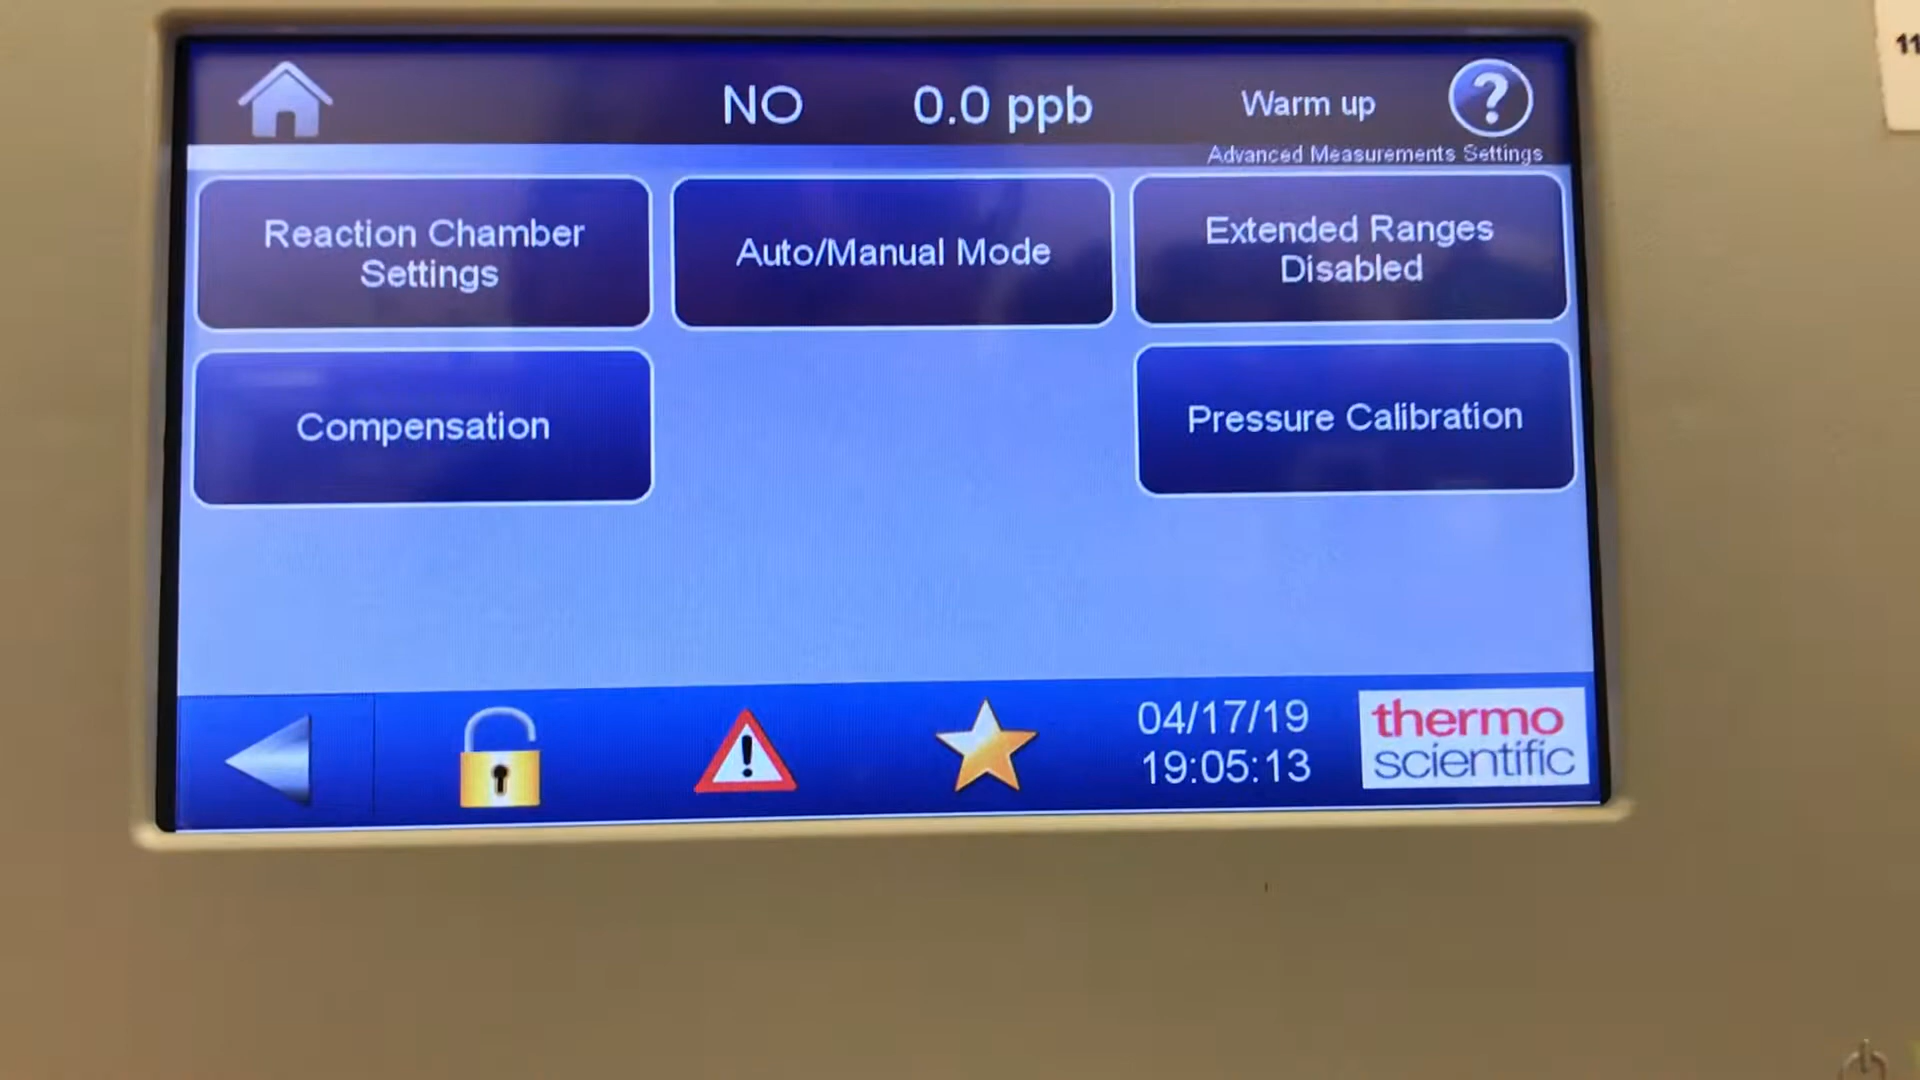 11
NO 0.0 ppb Warm up ?
Advanced Measurements Settings
Reaction Chamber
Settings
Auto/Manual Mode
Extended Ranges
Disabled
Compensation
Pressure Calibration
04/17/19
19:05:13
thermo
scientific